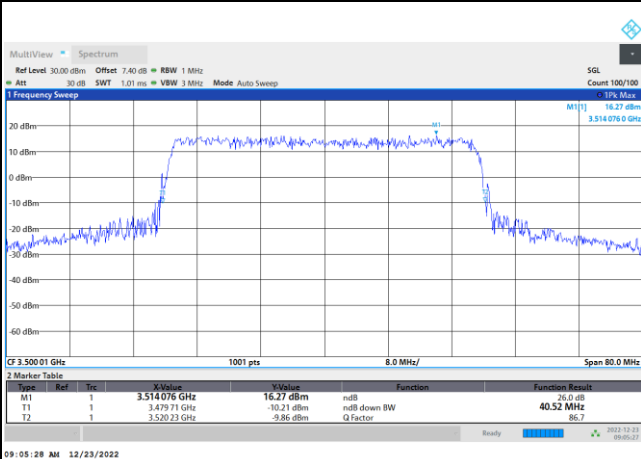 MultiView Spectrum
Ref Level 30.00 dBm Offset 7.40 dB RBW 1 MHz SGL
Att 30 dB SWT 1.01 ms VBW 3 MHz Mode Auto Sweep Count 100/100
1 Frequency Sweep 1Pk Max
M1[1] 16.27 dBm
3.514 076 0 GHz
M1
20 dBm
10 dBm
0 dBm
-10 dBm
-20 dBm
-30 dBm
-40 dBm
-50 dBm
-60 dBm
CF 3.500 01 GHz 1001 pts 8.0 MHz/ Span 80.0 MHz
2 Marker Table
Type Ref Trc X-Value Y-Value Function Function Result
M1 1 3.514 076 GHz 16.27 dBm ndB 26.0 dB
T1 1 3.479 71 GHz -10.21 dBm ndB down BW 40.52 MHz
T2 1 3.520 23 GHz -9.86 dBm Q Factor 86.7
Ready 2022-12-23
09:05:27
09:05:28 AM 12/23/2022